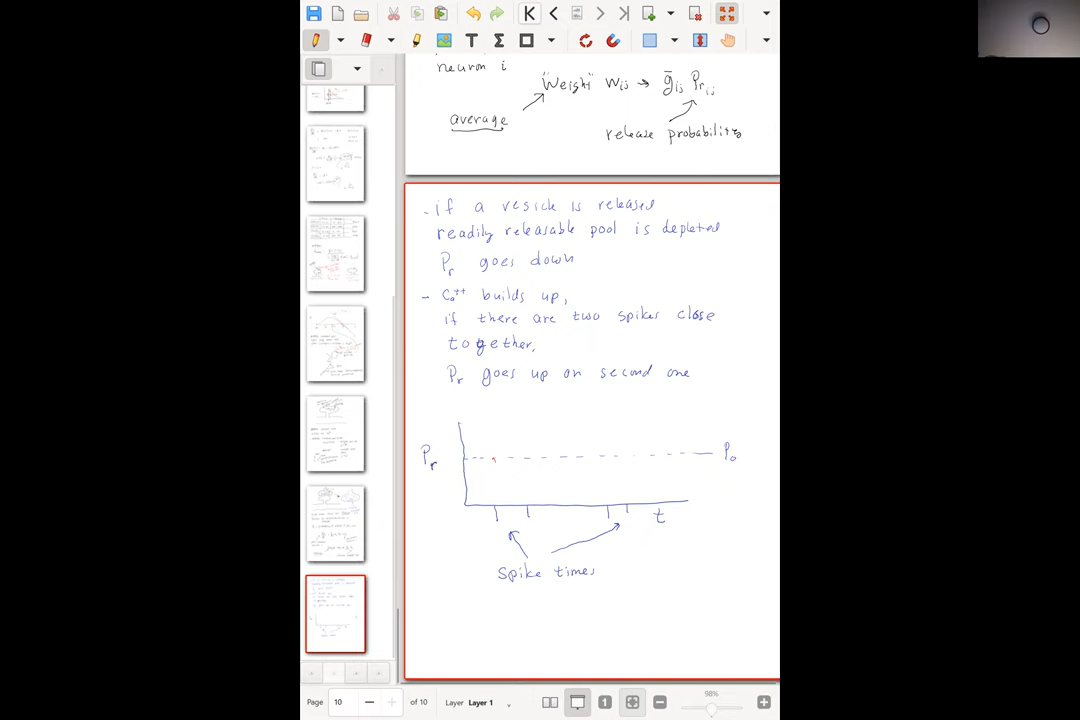 neuron i
"Weight" wij → ḡij Prij
average
release probability
- if a vesicle is released
readily releasable pool is depleted
Pr goes down
- Ca++ builds up,
if there are two spikes close
together,
Pr goes up on second one
Pr
P0
t
Spike times
Page 10 of 10
Layer Layer 1
98%